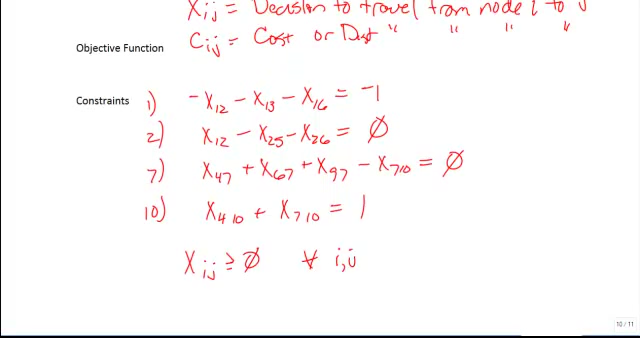 Xij = Decision to travel from node i to j
Objective Function
Cij = Cost or Dist " " " "
Constraints
1) -X12 - X13 - X16 = -1
2) X12 - X25 - X26 = Ø
7) X47 + X67 + X97 - X710 = Ø
10) X410 + X710 = 1
Xij ≥ Ø ∀ i,j
10 / 11